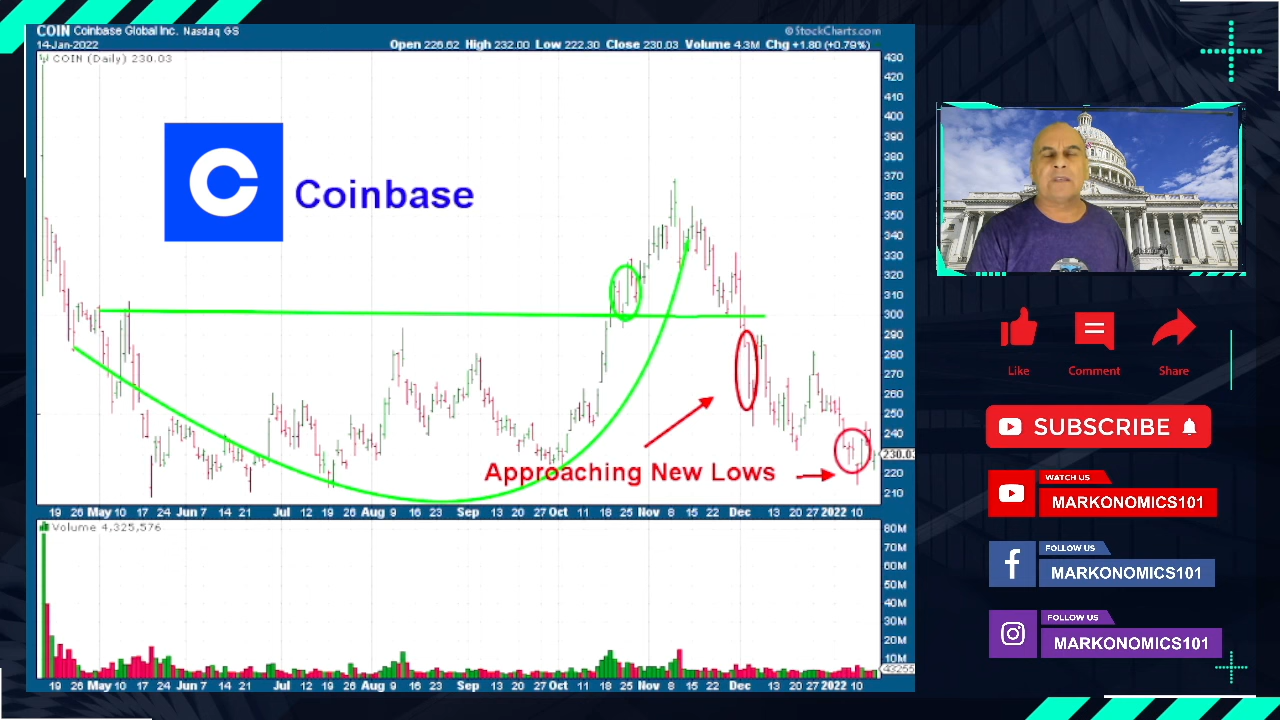 COIN Coinbase Global Inc. Nasdaq GS
© StockCharts.com
14-Jan-2022
Open 226.62 High 232.00 Low 222.30 Close 230.03 Volume 4.3M Chg +1.80 (+0.79%)
COIN (Daily) 230.03
430
420
410
400
390
380
370
360
350
340
330
320
310
300
290
280
270
260
250
240
230.03
220
210
Coinbase
Approaching New Lows
19 26 May 10 17 24 Jun 7 14 21 Jul 12 19 26 Aug 9 16 23 Sep 13 20 27 Oct 11 18 25 Nov 8 15 22 Dec 13 20 27 2022 10
Volume 4,325,576
80M
70M
60M
50M
40M
30M
20M
10M
19 26 May 10 17 24 Jun 7 14 21 Jul 12 19 26 Aug 9 16 23 Sep 13 20 27 Oct 11 18 25 Nov 8 15 22 Dec 13 20 27 2022 10
Like
Comment
Share
SUBSCRIBE
WATCH US
MARKONOMICS101
FOLLOW US
MARKONOMICS101
FOLLOW US
MARKONOMICS101